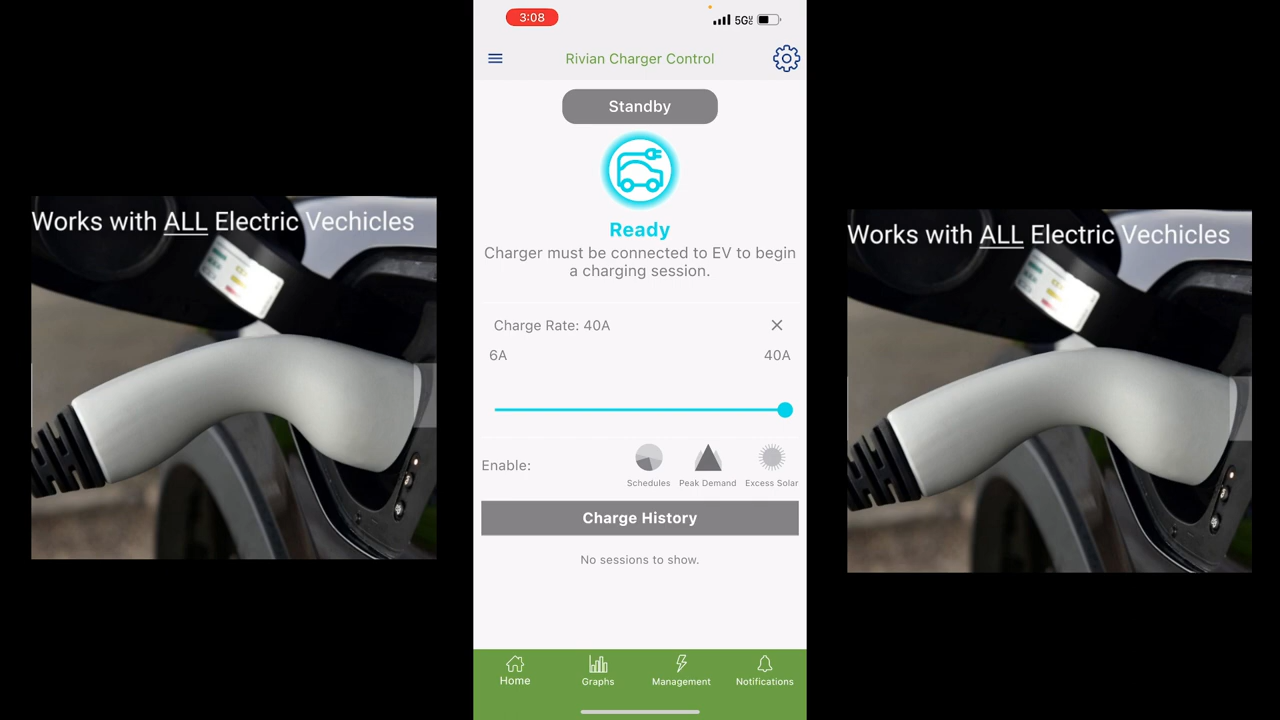 3:08
5G
Rivian Charger Control
Standby
Works with ALL Electric Vechicles
Ready
Charger must be connected to EV to begin
a charging session.
Works with ALL Electric Vechicles
Charge Rate: 40A
6A
40A
Enable:
Schedules
Peak Demand
Excess Solar
Charge History
No sessions to show.
Home
Graphs
Management
Notifications